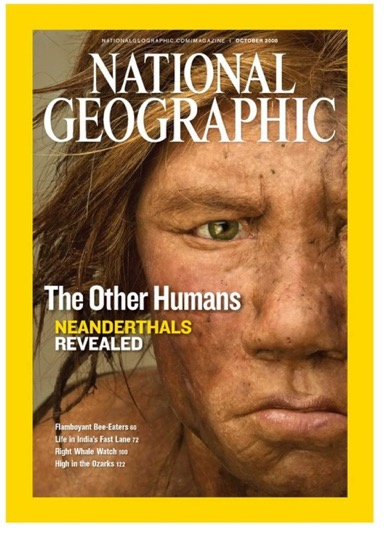 NATIONALGEOGRAPHIC.COM/MAGAZINE | OCTOBER 2008
NATIONAL
GEOGRAPHIC
The Other Humans
NEANDERTHALS
REVEALED
Flamboyant Bee-Eaters 60
Life in India's Fast Lane 72
Right Whale Watch 100
High in the Ozarks 122